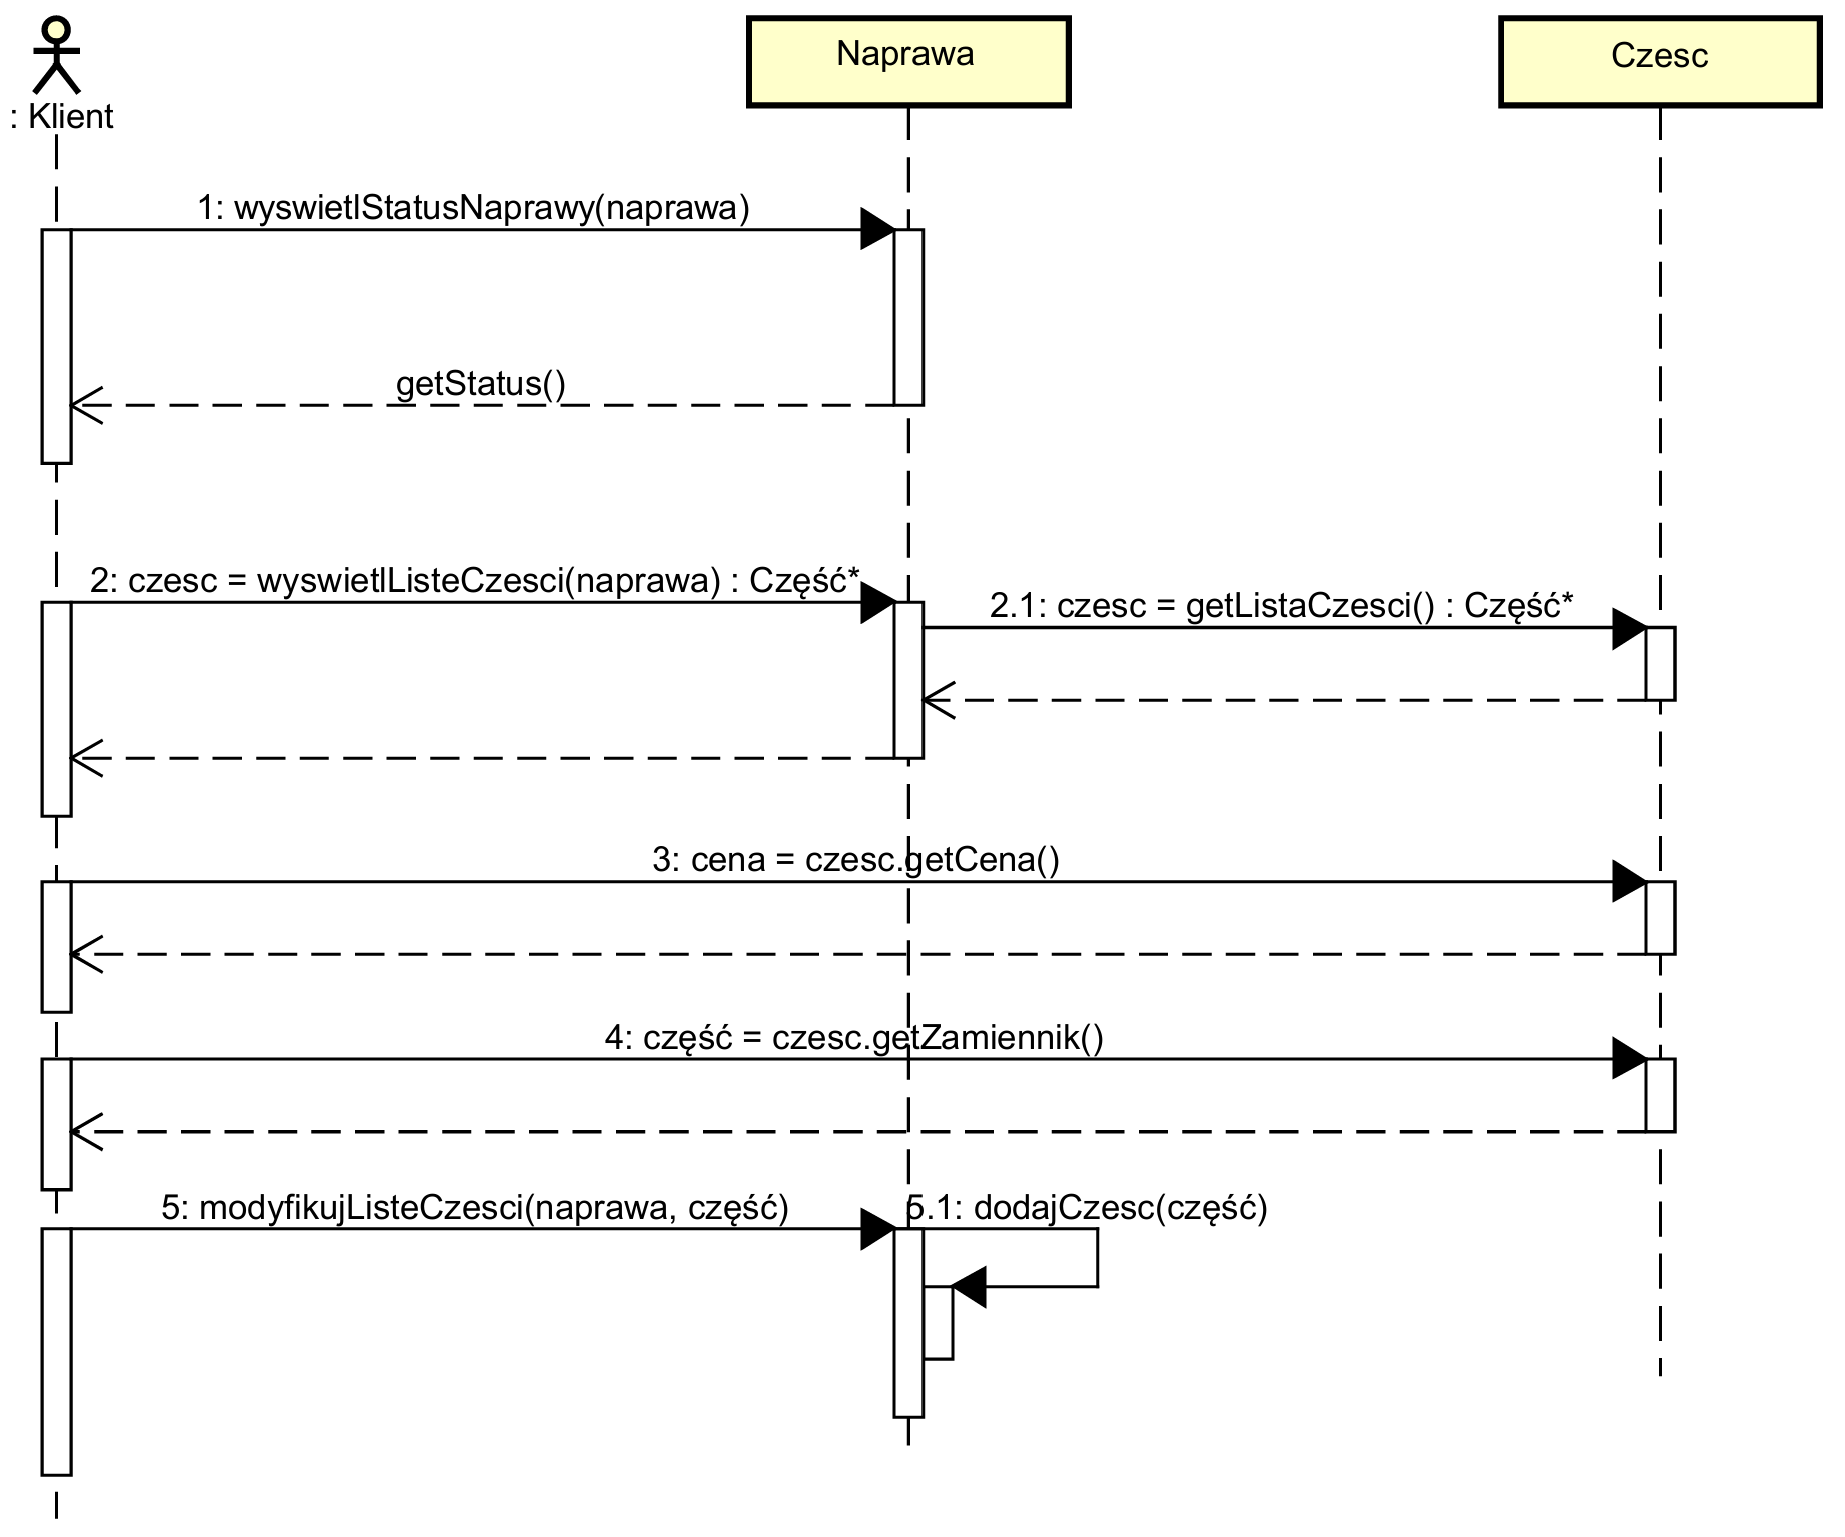 : Klient
Naprawa
Czesc
1: wyswietlStatusNaprawy(naprawa)
getStatus()
2: czesc = wyswietlListeCzesci(naprawa) : Część*
2.1: czesc = getListaCzesci() : Część*
3: cena = czesc.getCena()
4: część = czesc.getZamiennik()
5: modyfikujListeCzesci(naprawa, część)
5.1: dodajCzesc(część)